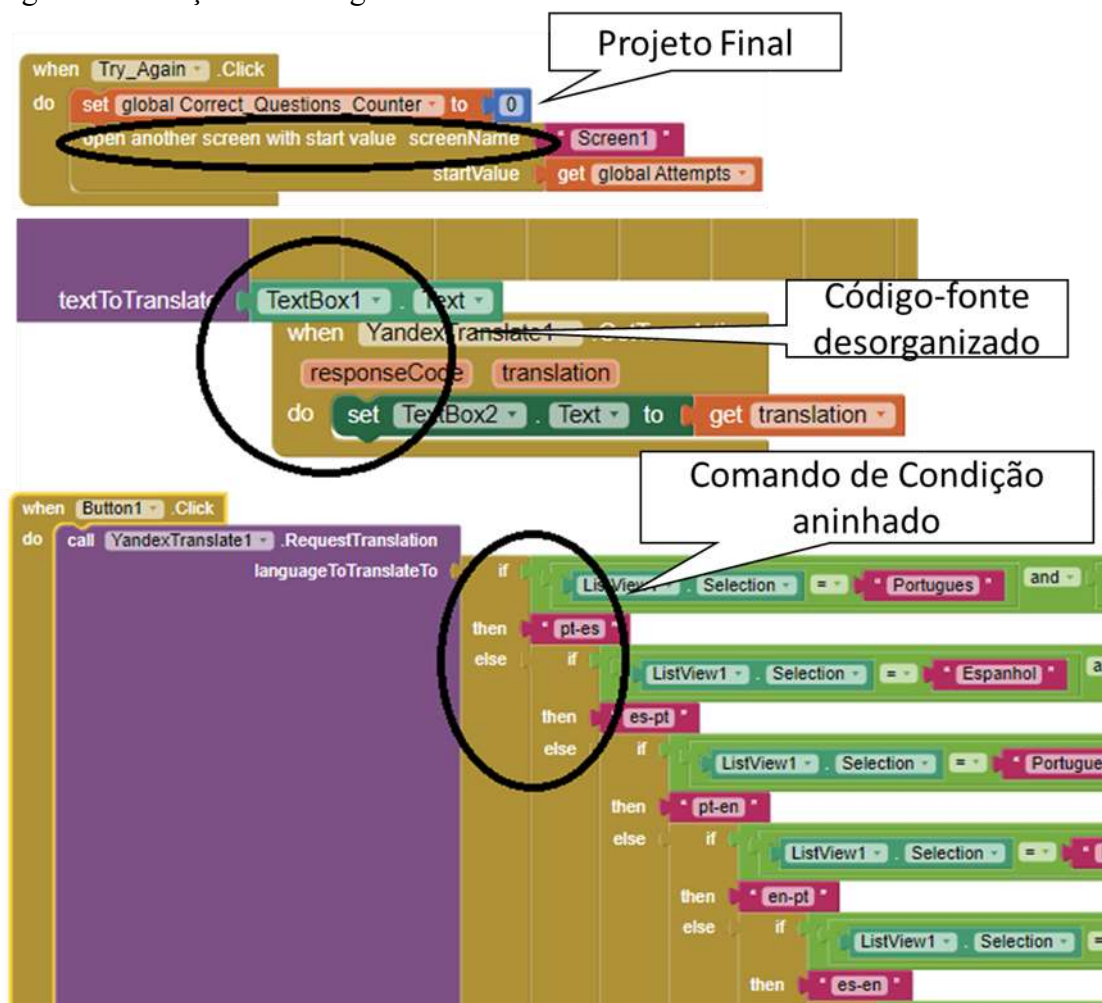 Projeto Final
when Try_Again .Click
do set global Correct_Questions_Counter to 0
open another screen with start value screenName " Screen1 "
startValue get global Attempts
textToTranslate TextBox1 . Text
Código-fonte
desorganizado
when YandexTranslate1
responseCode translation
do set TextBox2 . Text to get translation
Comando de Condição
aninhado
when Button1 .Click
do call YandexTranslate1 .RequestTranslation
languageToTranslateTo if ListView1 . Selection = " Portugues " and
then " pt-es "
else if ListView1 . Selection = " Espanhol "
then " es-pt "
else if ListView1 . Selection = " Portugue
then " pt-en "
else if ListView1 . Selection = "
then " en-pt "
else if ListView1 . Selection =
then " es-en "